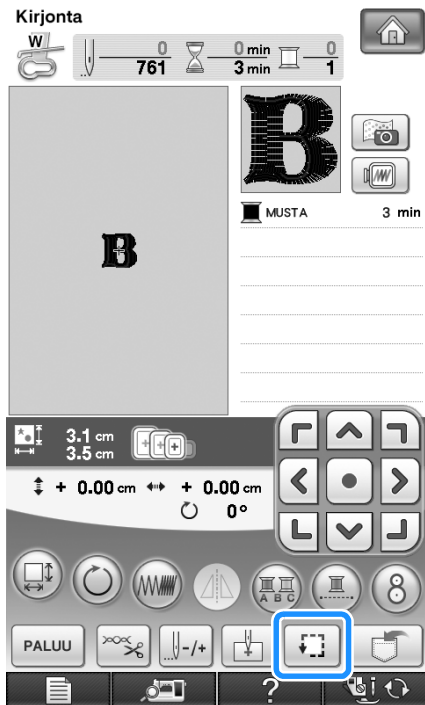 Kirjonta
W
0 0 min 0
761 3 min 1
B
MUSTA 3 min
B
3.1 cm
3.5 cm
+ 0.00 cm + 0.00 cm
0°
A B C
8
PALUU -/+
?